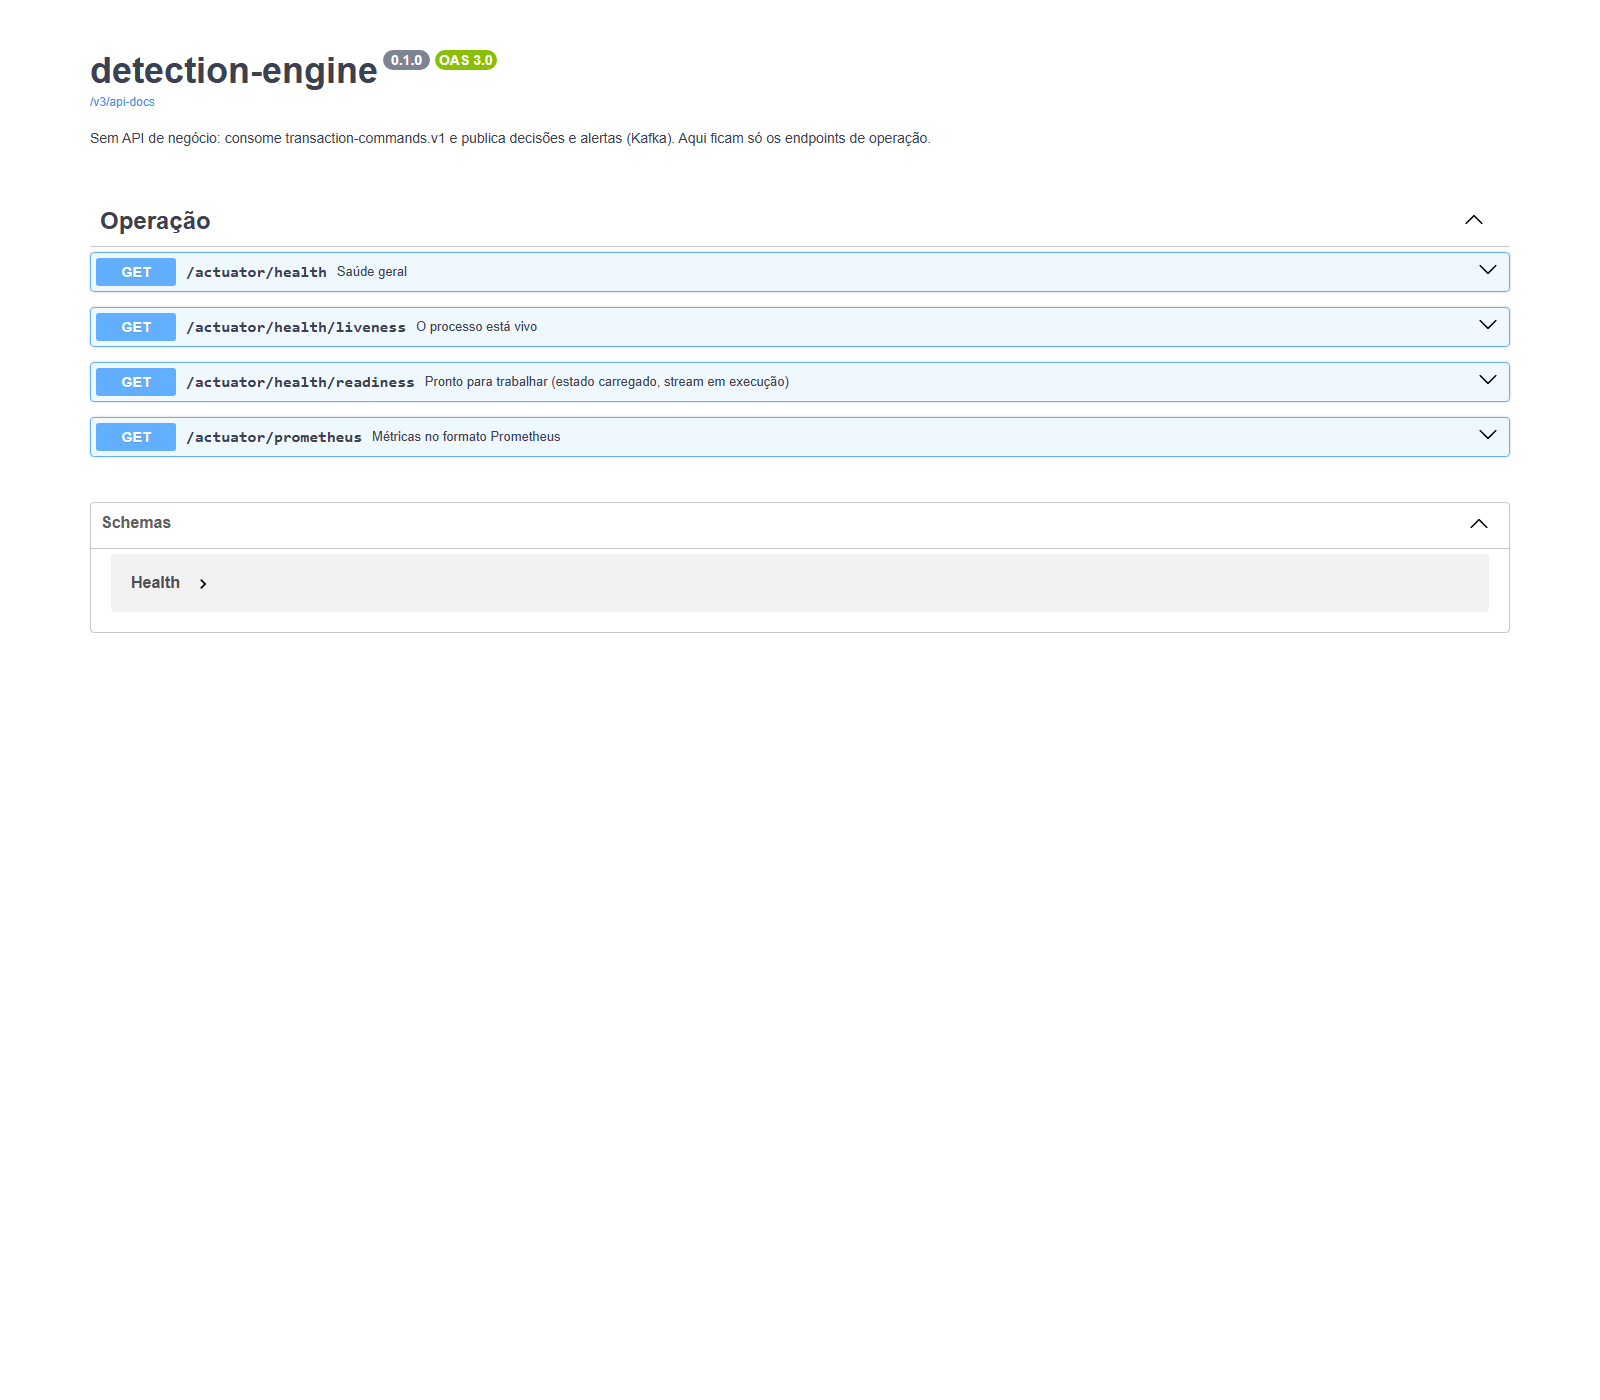 detection-engine 0.1.0 OAS 3.0
/v3/api-docs
Sem API de negócio: consome transaction-commands.v1 e publica decisões e alertas (Kafka). Aqui ficam só os endpoints de operação.
Operação
GET /actuator/health Saúde geral
GET /actuator/health/liveness O processo está vivo
GET /actuator/health/readiness Pronto para trabalhar (estado carregado, stream em execução)
GET /actuator/prometheus Métricas no formato Prometheus
Schemas
Health